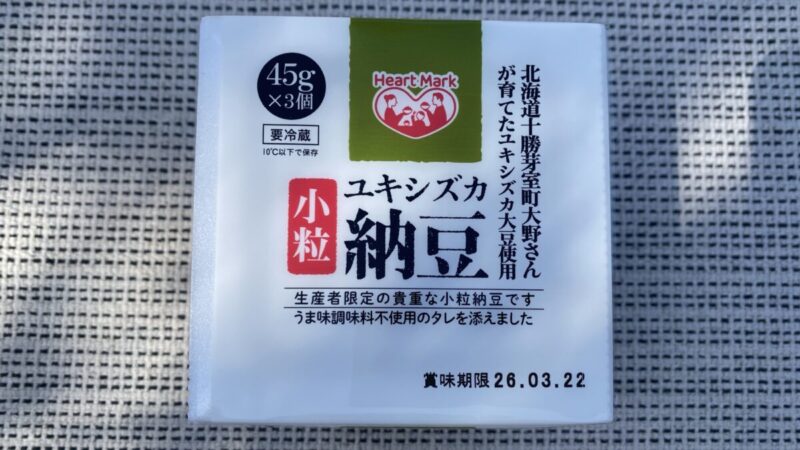 45g
×3個
要冷蔵
10℃以下で保存
Heart Mark
北海道十勝芽室町大野さん
が育てたユキシズカ大豆使用
小粒
ユキシズカ
納豆
生産者限定の貴重な小粒納豆です
うま味調味料不使用のタレを添えました
賞味期限 26.03.22